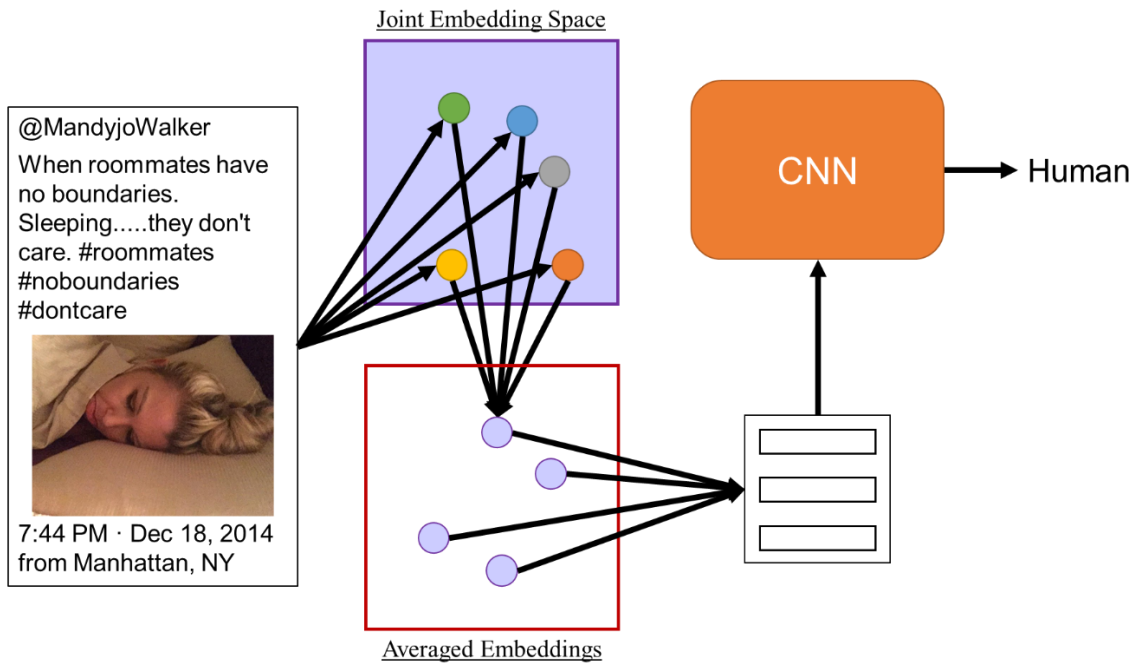 Joint Embedding Space
@MandyjoWalker
When roommates have
no boundaries.
Sleeping.....they don't
care. #roommates
#noboundaries
#dontcare
7:44 PM · Dec 18, 2014
from Manhattan, NY
CNN
Human
Averaged Embeddings